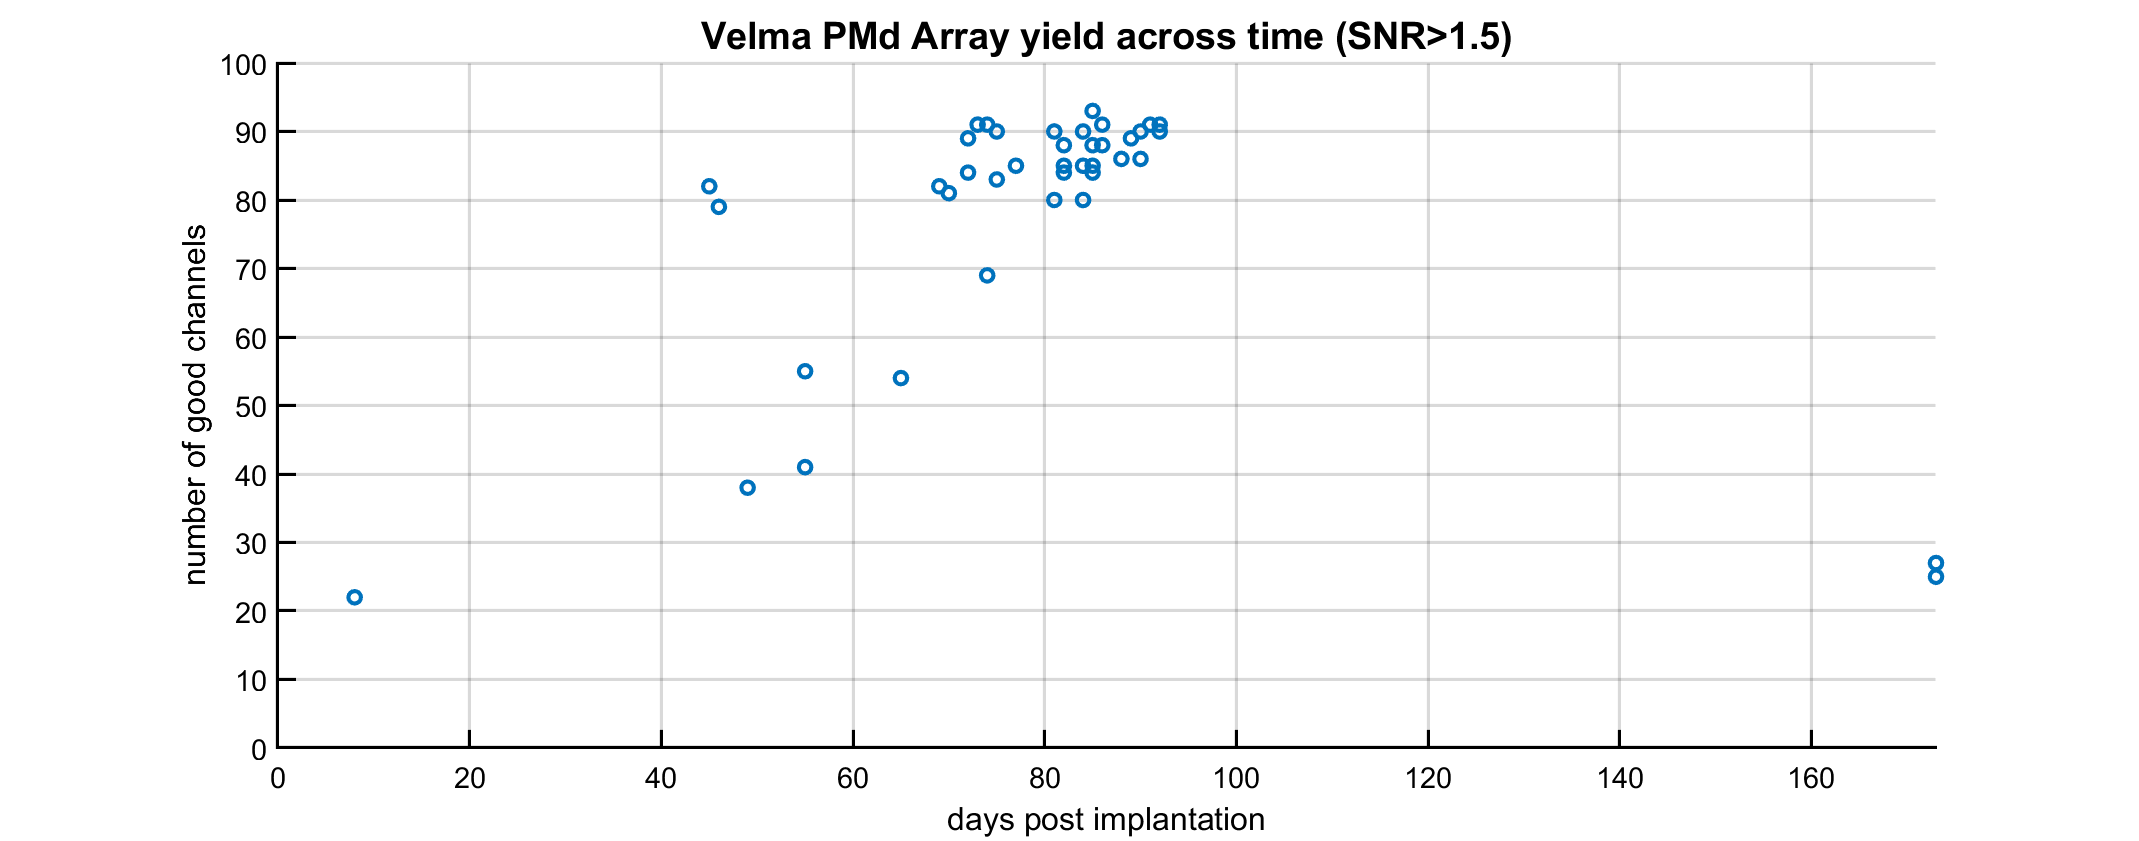 Velma PMd Array yield across time (SNR>1.5)
100
90
80
70
60
50
40
30
20
10
0
number of good channels
0 20 40 60 80 100 120 140 160
days post implantation